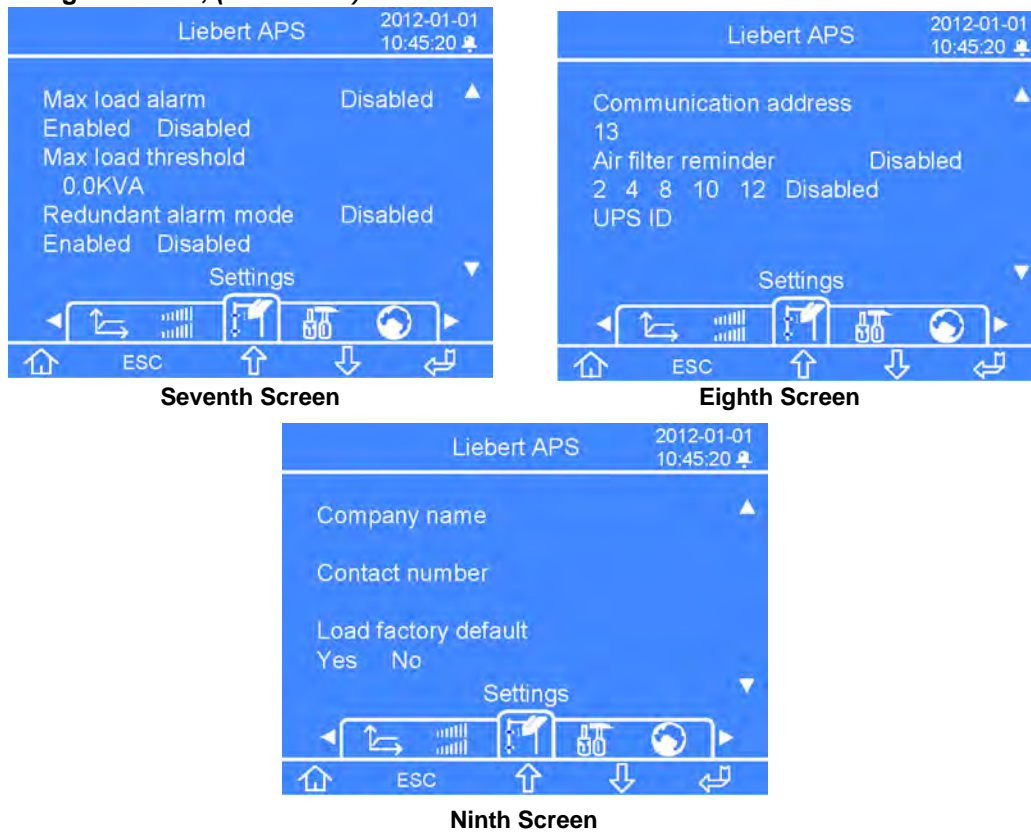 Liebert APS
2012-01-01
10:45:20
Max load alarm Disabled
Enabled Disabled
Max load threshold
0.0KVA
Redundant alarm mode Disabled
Enabled Disabled
Settings
ESC
Seventh Screen
Liebert APS
2012-01-01
10:45:20
Communication address
13
Air filter reminder Disabled
2 4 8 10 12 Disabled
UPS ID
Settings
ESC
Eighth Screen
Liebert APS
2012-01-01
10:45:20
Company name
Contact number
Load factory default
Yes No
Settings
ESC
Ninth Screen